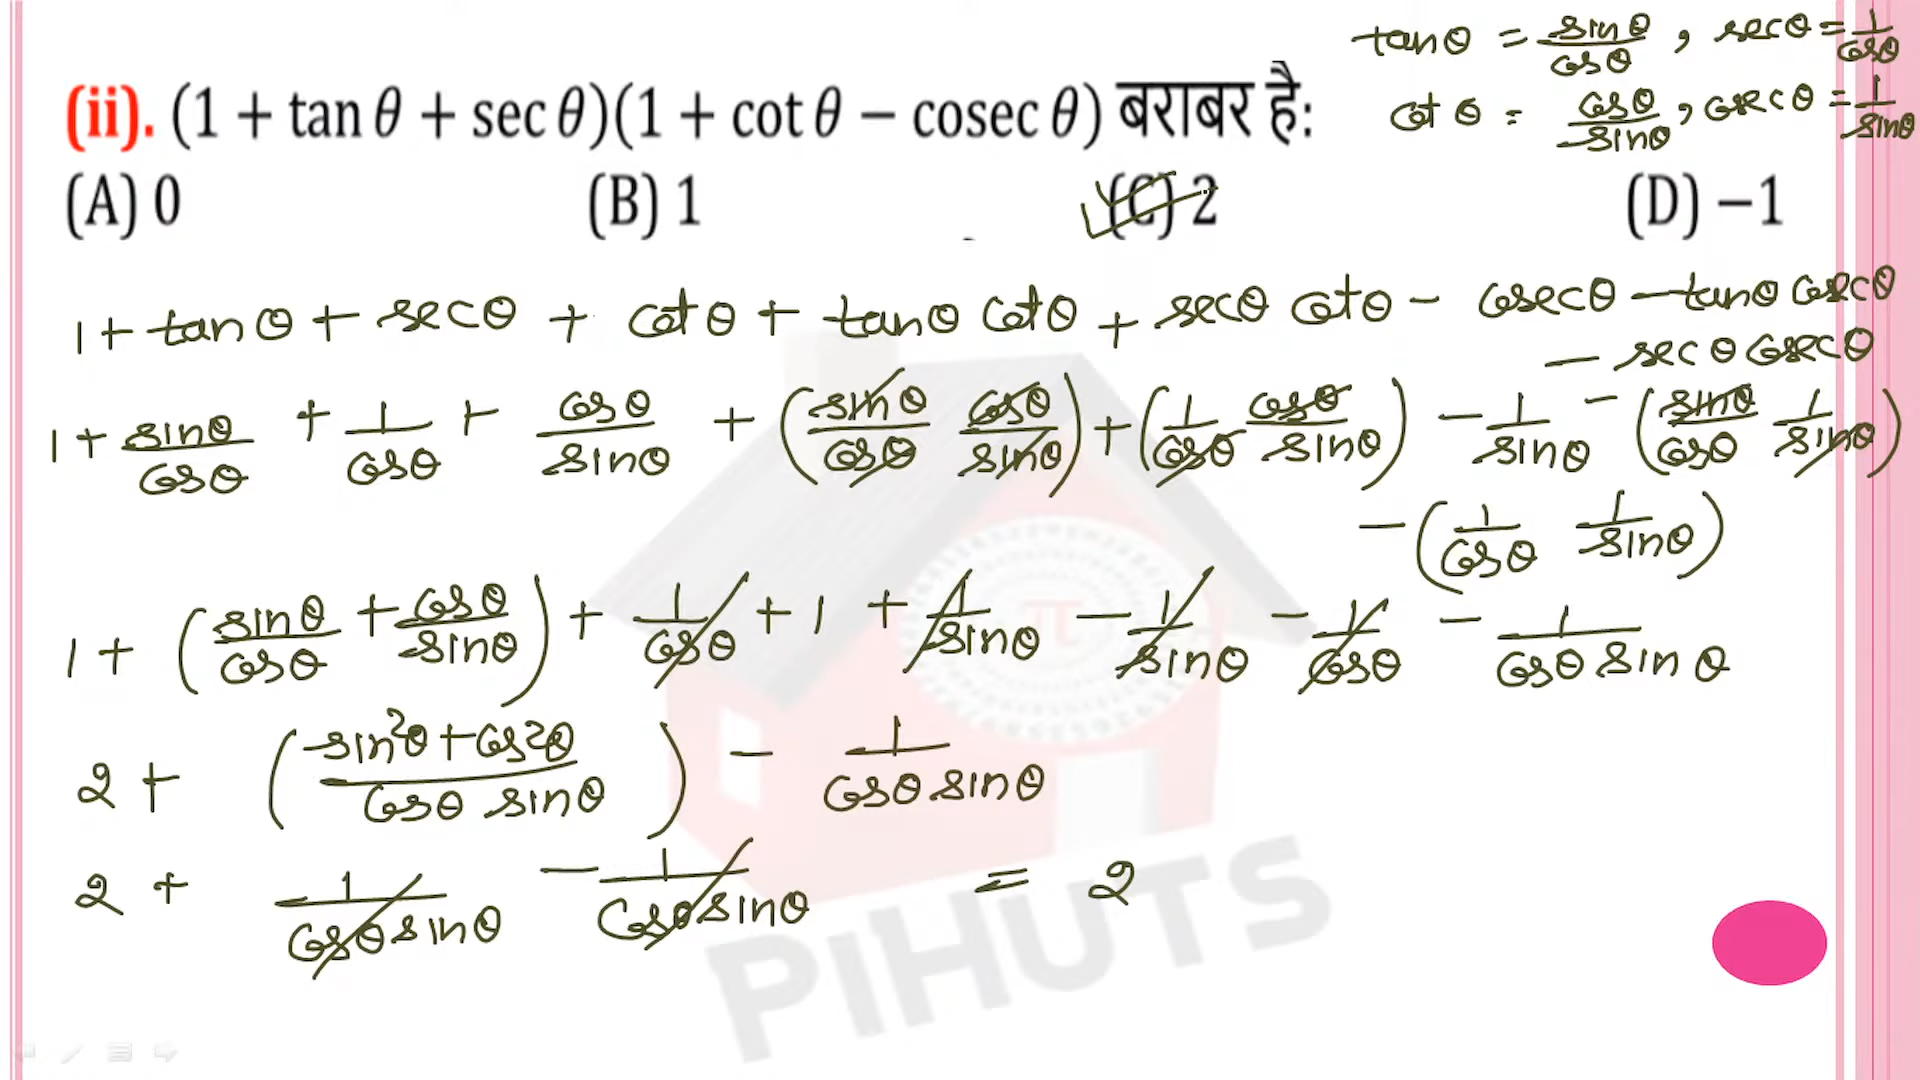 tanθ = sinθ/cosθ , secθ = 1/cosθ
cotθ = cosθ/sinθ , cosecθ = 1/sinθ
(ii). (1 + tan θ + sec θ)(1 + cot θ − cosec θ) बराबर है:
(A) 0 (B) 1 (C) 2 (D) −1
1 + tanθ + secθ + cotθ + tanθ cotθ + secθ cotθ − cosecθ − tanθ cosecθ
− secθ cosecθ
1 + sinθ/cosθ + 1/cosθ + cosθ/sinθ + (sinθ/cosθ cosθ/sinθ) + (1/cosθ cosθ/sinθ) − 1/sinθ − (sinθ/cosθ 1/sinθ)
− (1/cosθ 1/sinθ)
1 + (sinθ/cosθ + cosθ/sinθ) + 1/cosθ + 1 + 1/sinθ − 1/sinθ − 1/cosθ − 1/cosθ sinθ
2 + (sin²θ + cos²θ/cosθ sinθ) − 1/cosθ sinθ
2 + 1/cosθ sinθ − 1/cosθ sinθ = 2
PiHUTS